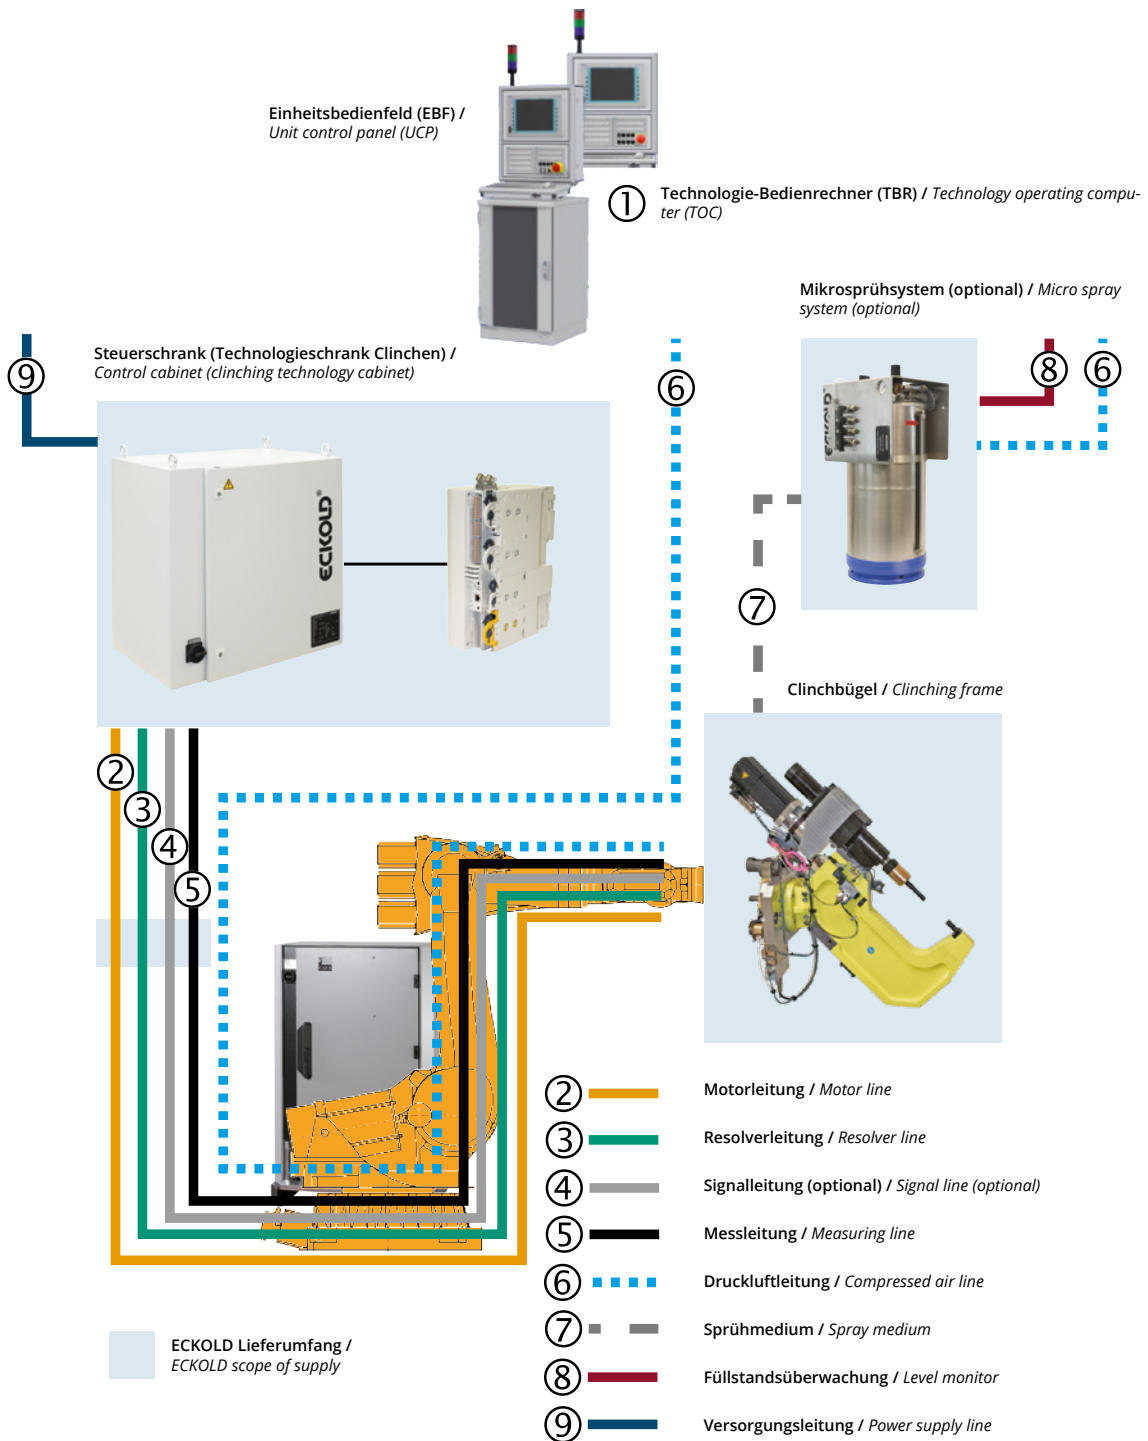 Einheitsbedienfeld (EBF) /
Unit control panel (UCP)
①
Technologie-Bedienrechner (TBR) / Technology operating compu-
ter (TOC)
Mikrosprühsystem (optional) / Micro spray
system (optional)
Steuerschrank (Technologieschrank Clinchen) /
Control cabinet (clinching technology cabinet)
⑨
⑥
⑧
⑥
ECKOLD
ECKOLD®
⑦
Clinchbügel / Clinching frame
②
③
④
⑤
② Motorleitung / Motor line
③ Resolverleitung / Resolver line
④ Signalleitung (optional) / Signal line (optional)
⑤ Messleitung / Measuring line
⑥ Druckluftleitung / Compressed air line
⑦ Sprühmedium / Spray medium
⑧ Füllstandsüberwachung / Level monitor
⑨ Versorgungsleitung / Power supply line
ECKOLD Lieferumfang /
ECKOLD scope of supply